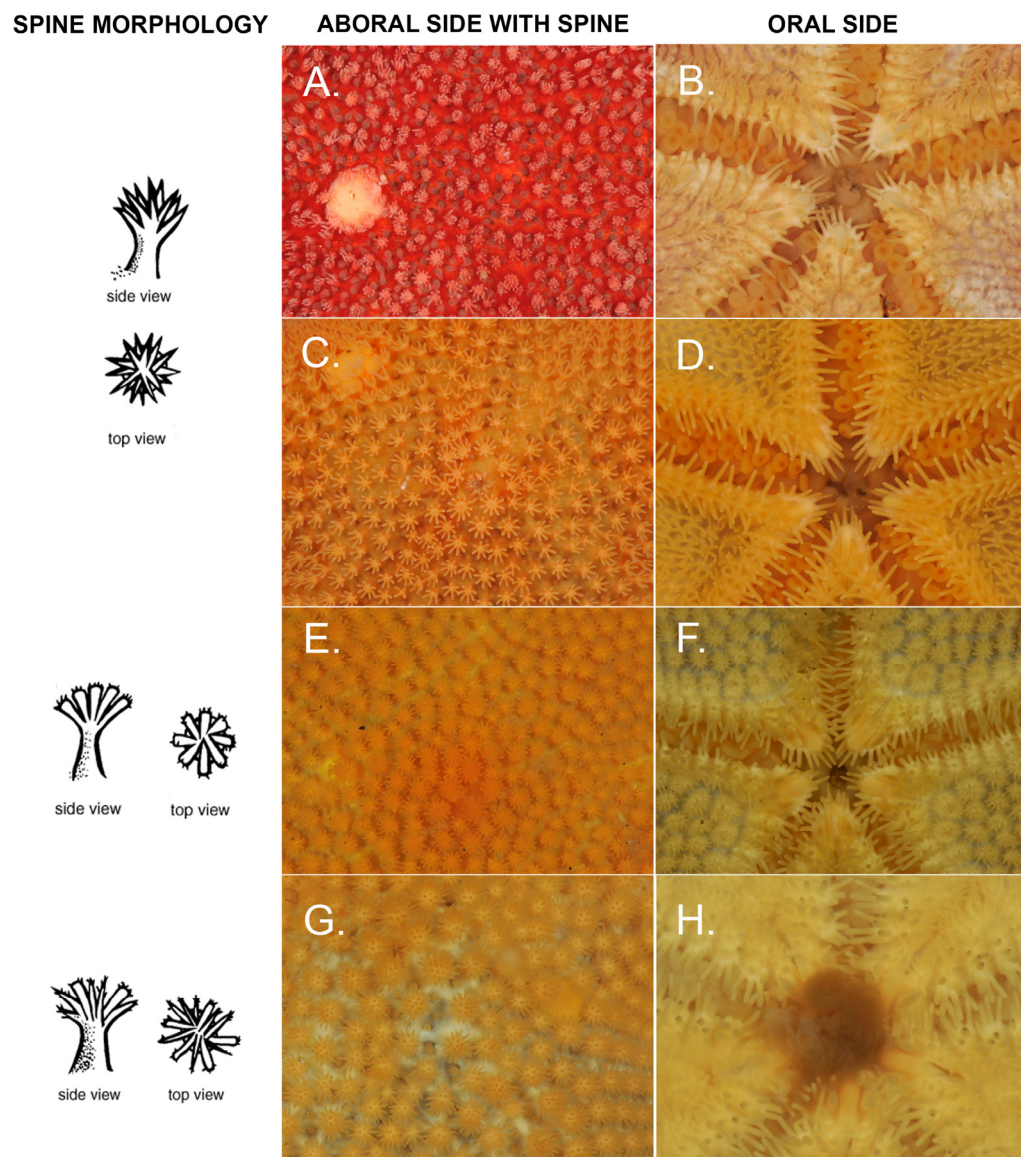 SPINE MORPHOLOGY
ABORAL SIDE WITH SPINE
ORAL SIDE
A.
B.
side view
top view
C.
D.
E.
F.
side view
top view
G.
H.
side view
top view